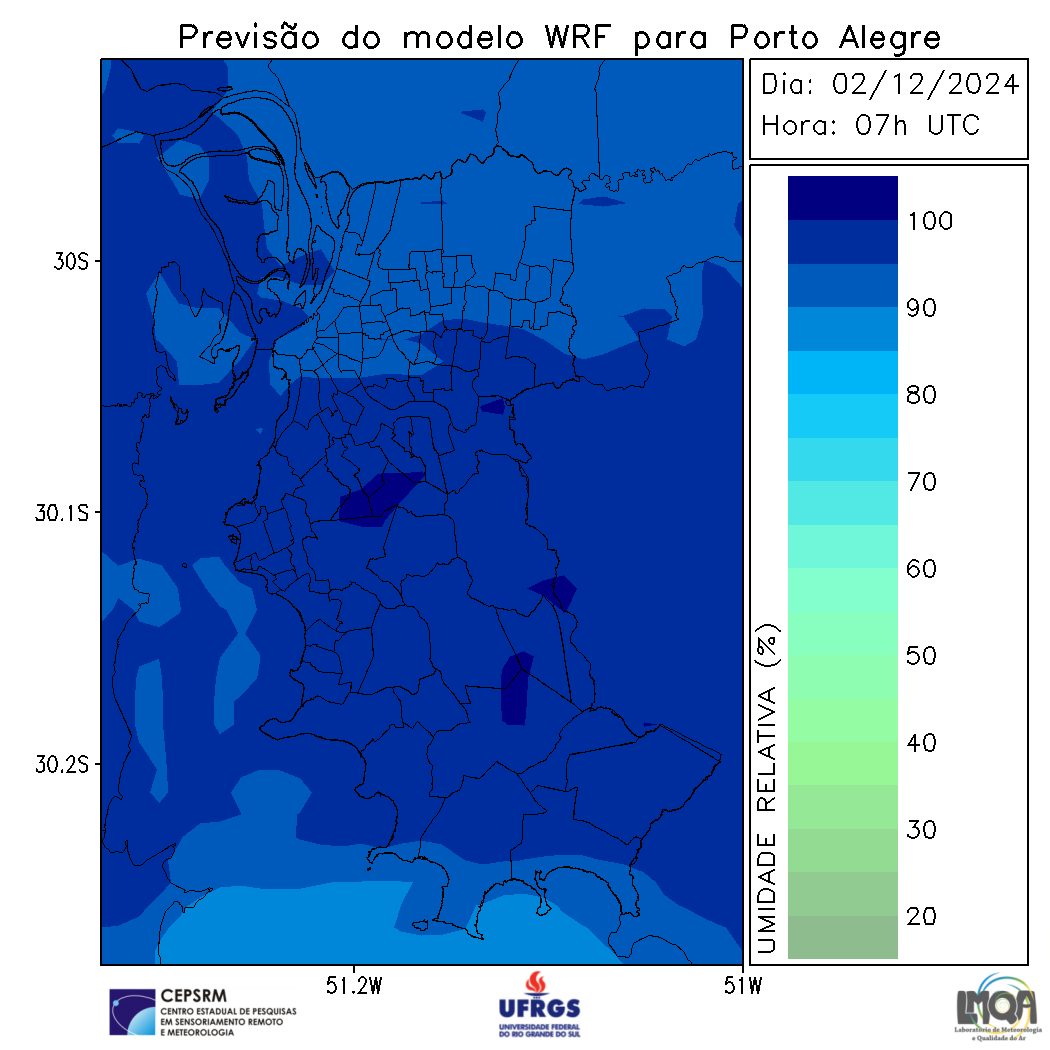 Previsão do modelo WRF para Porto Alegre
Dia: 02/12/2024
Hora: 07h UTC
100
90
80
70
60
50
40
30
20
UMIDADE RELATIVA (%)
30S
30.1S
30.2S
51.2W
51W
CEPSRM
CENTRO ESTADUAL DE PESQUISAS
EM SENSORIAMENTO REMOTO
E METEOROLOGIA
UFRGS
UNIVERSIDADE FEDERAL
DO RIO GRANDE DO SUL
LMQA
Laboratório de Meteorologia
e Qualidade do Ar